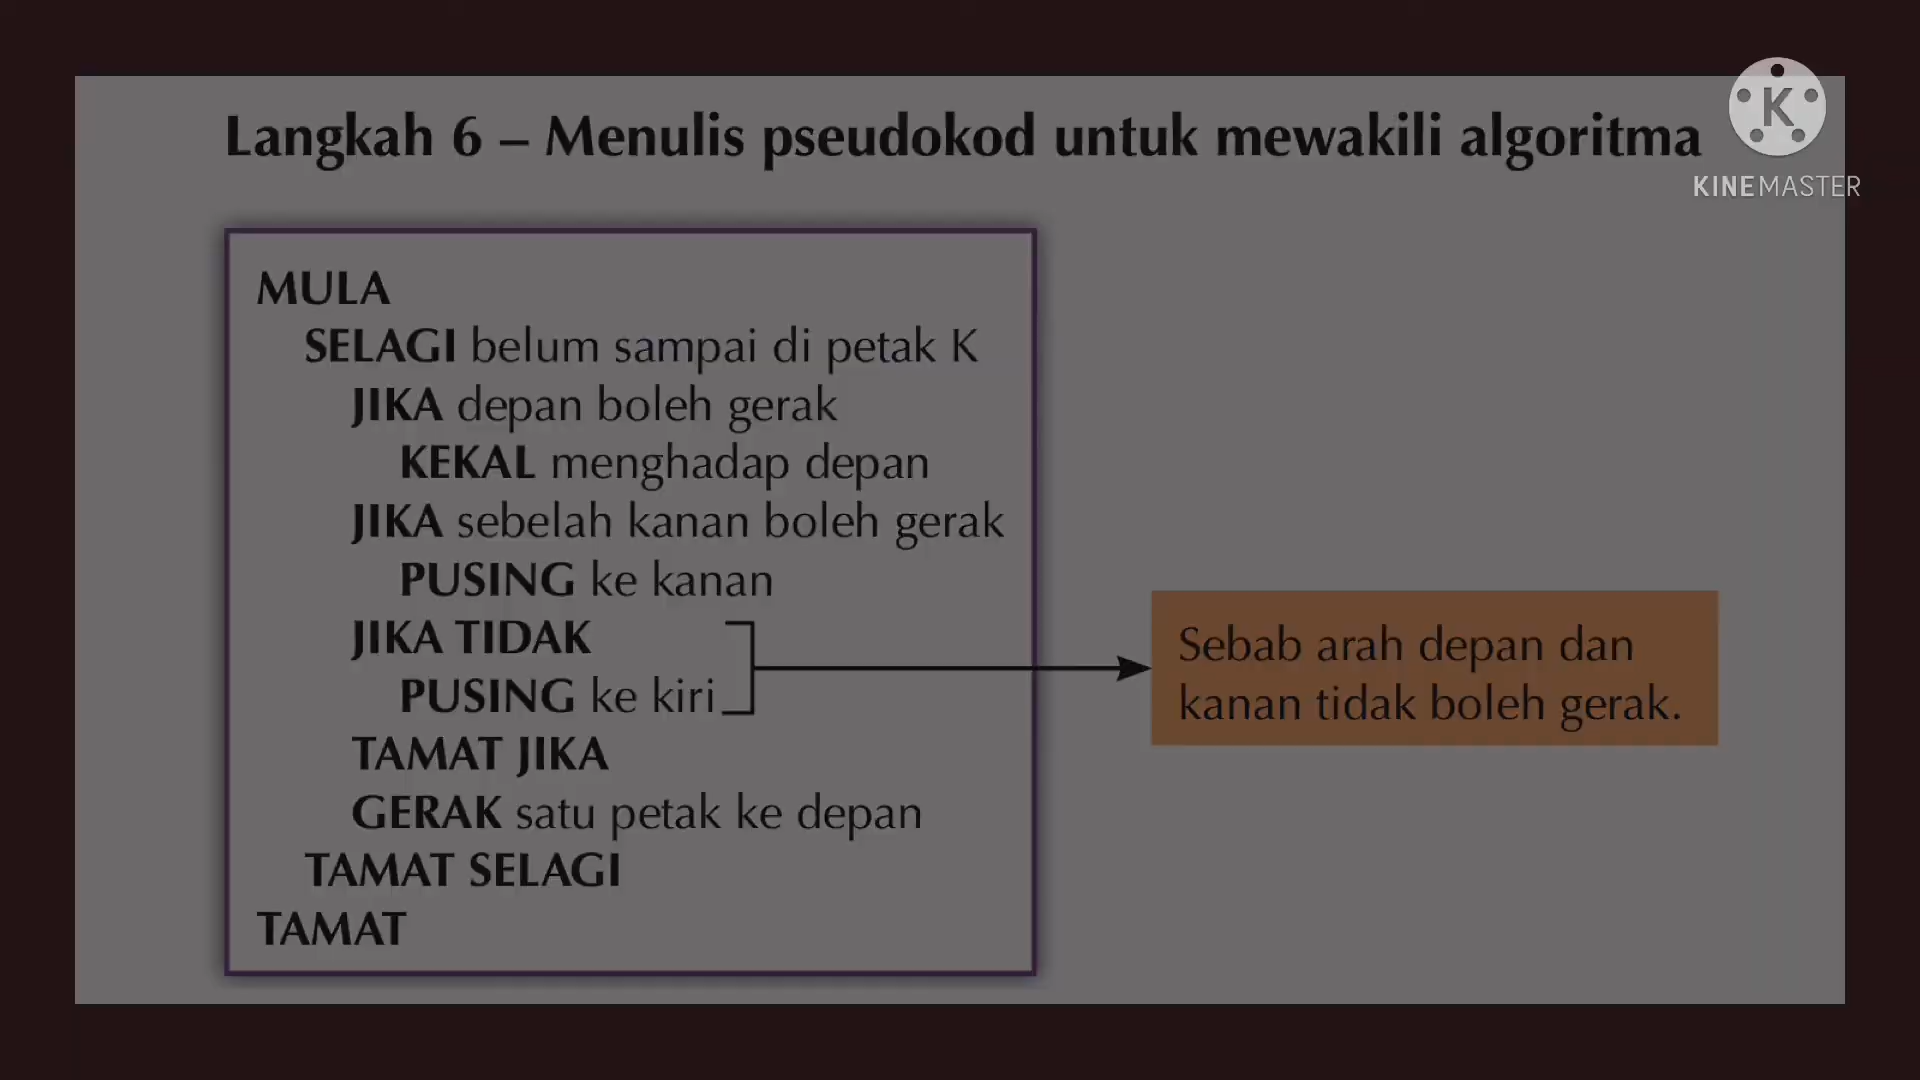 Langkah 6 – Menulis pseudokod untuk mewakili algoritma
K
KINEMASTER
MULA
SELAGI belum sampai di petak K
JIKA depan boleh gerak
KEKAL menghadap depan
JIKA sebelah kanan boleh gerak
PUSING ke kanan
JIKA TIDAK
PUSING ke kiri
TAMAT JIKA
GERAK satu petak ke depan
TAMAT SELAGI
TAMAT
Sebab arah depan dan
kanan tidak boleh gerak.